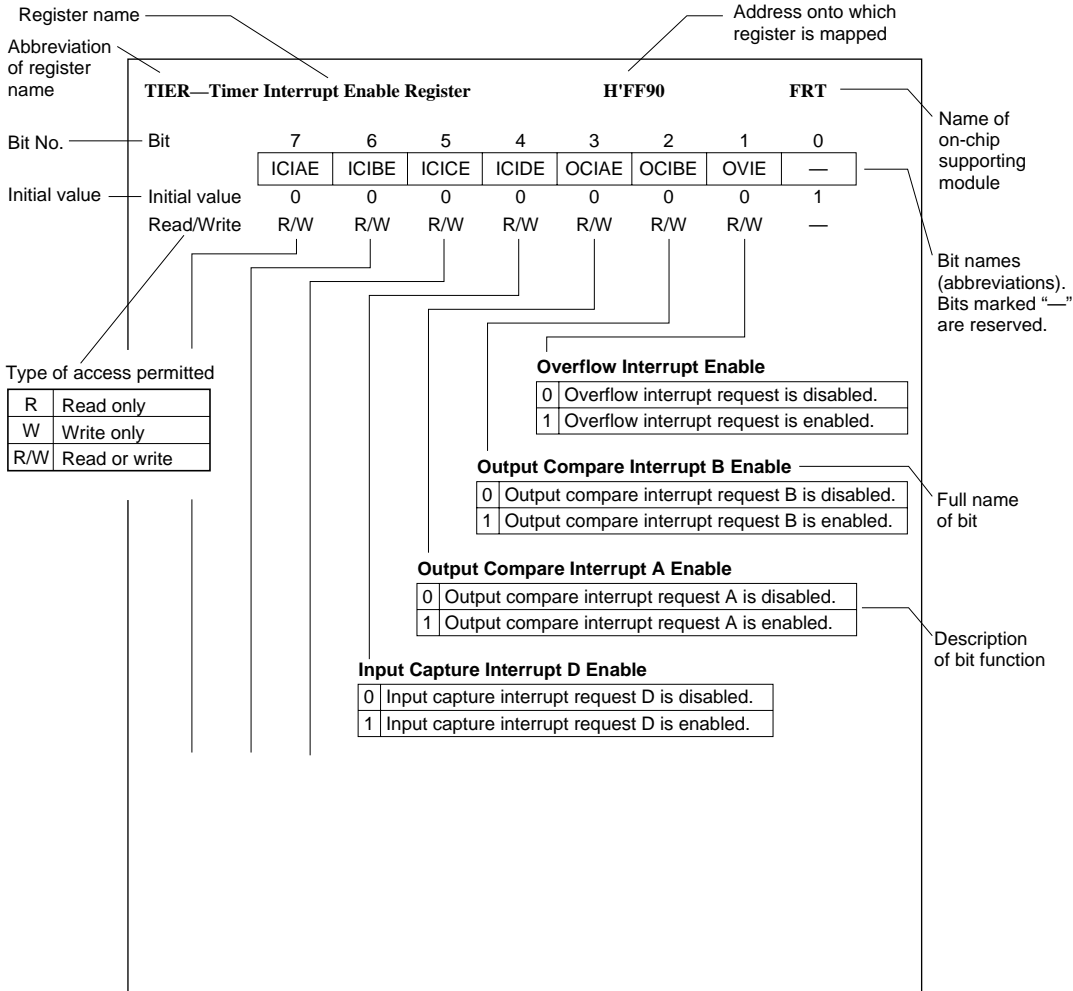 Register name
Address onto which
register is mapped
Abbreviation
of register
name
TIER—Timer Interrupt Enable Register H'FF90 FRT
Name of
on-chip
supporting
module
Bit No. Bit 7 6 5 4 3 2 1 0
ICIAE ICIBE ICICE ICIDE OCIAE OCIBE OVIE —
Initial value Initial value 0 0 0 0 0 0 0 1
Read/Write R/W R/W R/W R/W R/W R/W R/W —
Bit names
(abbreviations).
Bits marked “—”
are reserved.
Type of access permitted
R Read only
W Write only
R/W Read or write
Overflow Interrupt Enable
0 Overflow interrupt request is disabled.
1 Overflow interrupt request is enabled.
Output Compare Interrupt B Enable
0 Output compare interrupt request B is disabled.
1 Output compare interrupt request B is enabled.
Full name
of bit
Output Compare Interrupt A Enable
0 Output compare interrupt request A is disabled.
1 Output compare interrupt request A is enabled.
Description
of bit function
Input Capture Interrupt D Enable
0 Input capture interrupt request D is disabled.
1 Input capture interrupt request D is enabled.